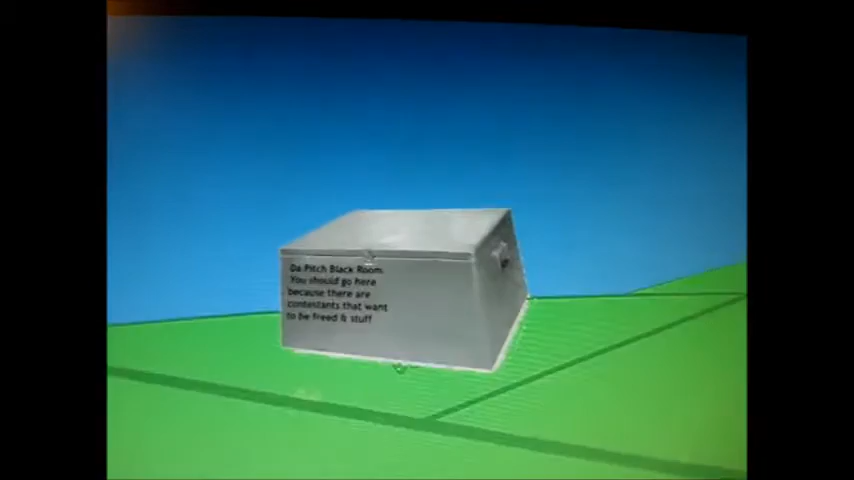 Da Pitch Black Room
You should go here
because there are
contestants that want
to be freed & stuff